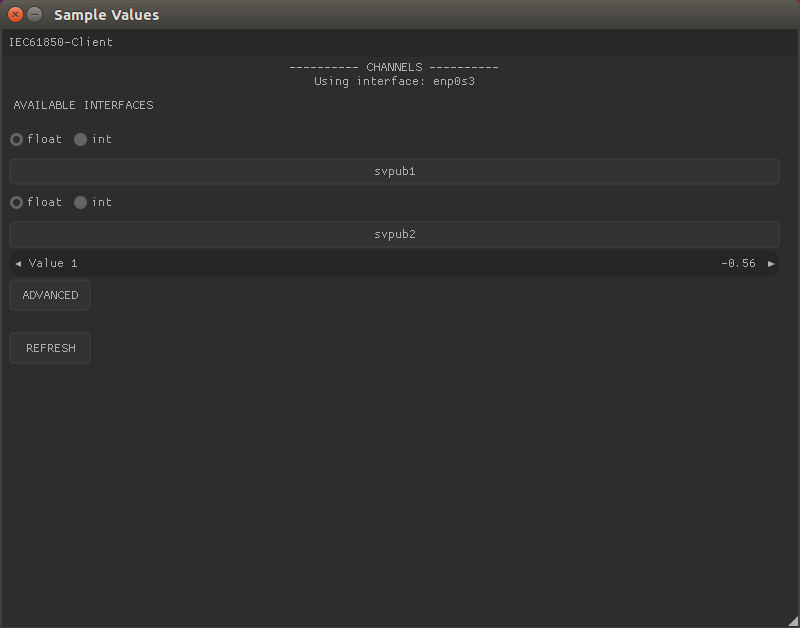 Sample Values
IEC61850-Client
---------- CHANNELS ----------
Using interface: enp0s3
AVAILABLE INTERFACES
float int
svpub1
float int
svpub2
Value 1 -0.56
ADVANCED
REFRESH